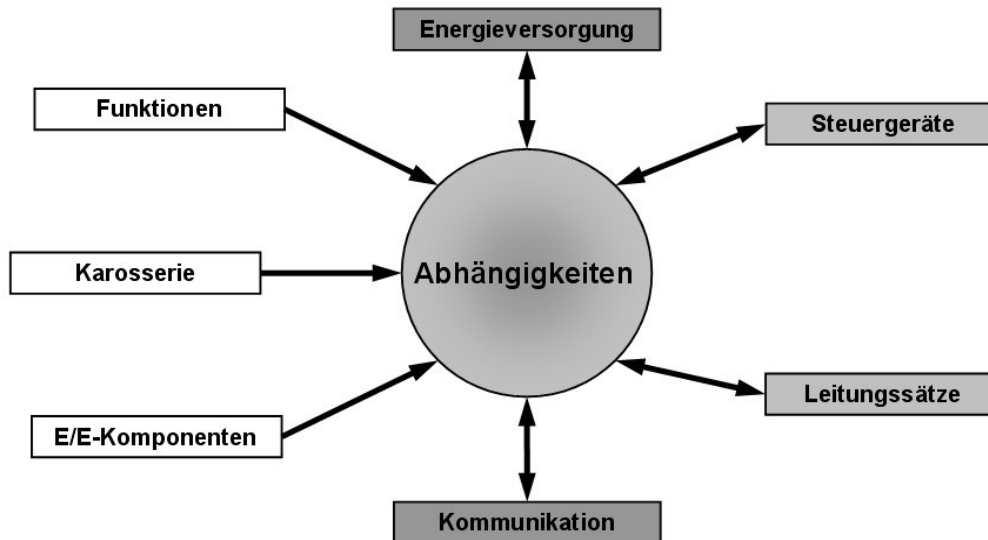 Energieversorgung
Funktionen
Steuergeräte
Karosserie
Abhängigkeiten
Leitungssätze
E/E-Komponenten
Kommunikation